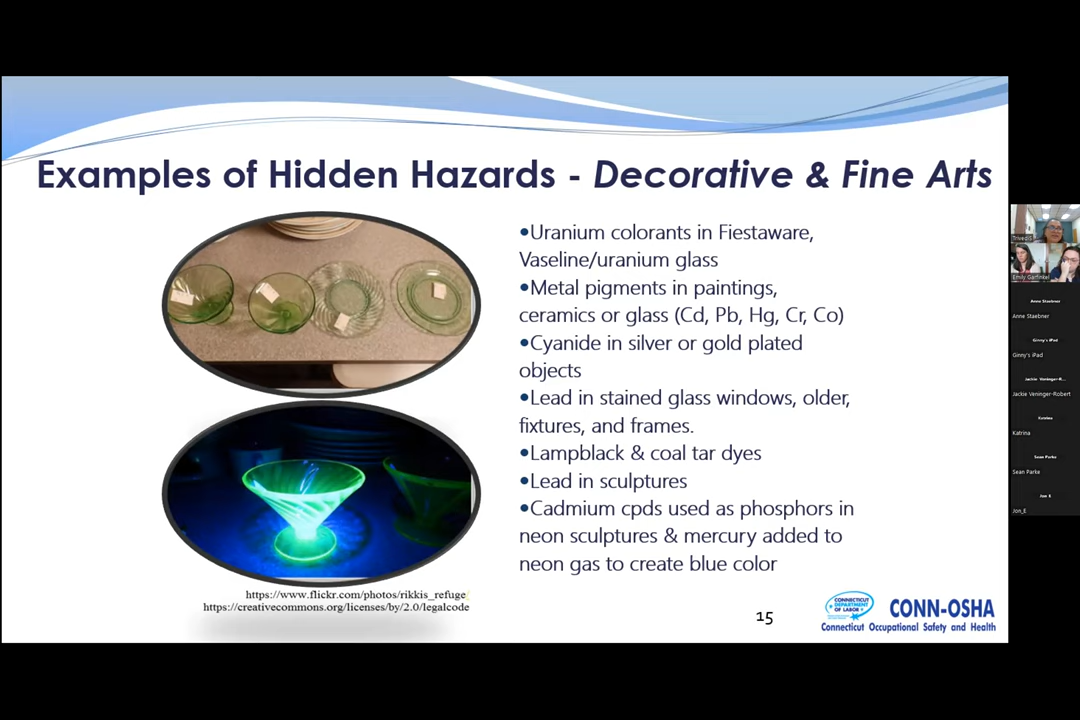 Examples of Hidden Hazards - Decorative & Fine Arts
•Uranium colorants in Fiestaware,
Vaseline/uranium glass
•Metal pigments in paintings,
ceramics or glass (Cd, Pb, Hg, Cr, Co)
•Cyanide in silver or gold plated
objects
•Lead in stained glass windows, older,
fixtures, and frames.
•Lampblack & coal tar dyes
•Lead in sculptures
•Cadmium cpds used as phosphors in
neon sculptures & mercury added to
neon gas to create blue color
https://www.flickr.com/photos/rikkis_refuge/
https://creativecommons.org/licenses/by/2.0/legalcode
15
CONNECTICUT
DEPARTMENT
OF LABOR
CONN-OSHA
Connecticut Occupational Safety and Health
Emily Garfinkel
Anne Staebner
Anne Staebner
Ginny's iPad
Ginny's iPad
Jackie Veninger-R...
Jackie Veninger-Robert
Katrina
Katrina
Sean Parke
Sean Parke
Jon_E
Jon_E